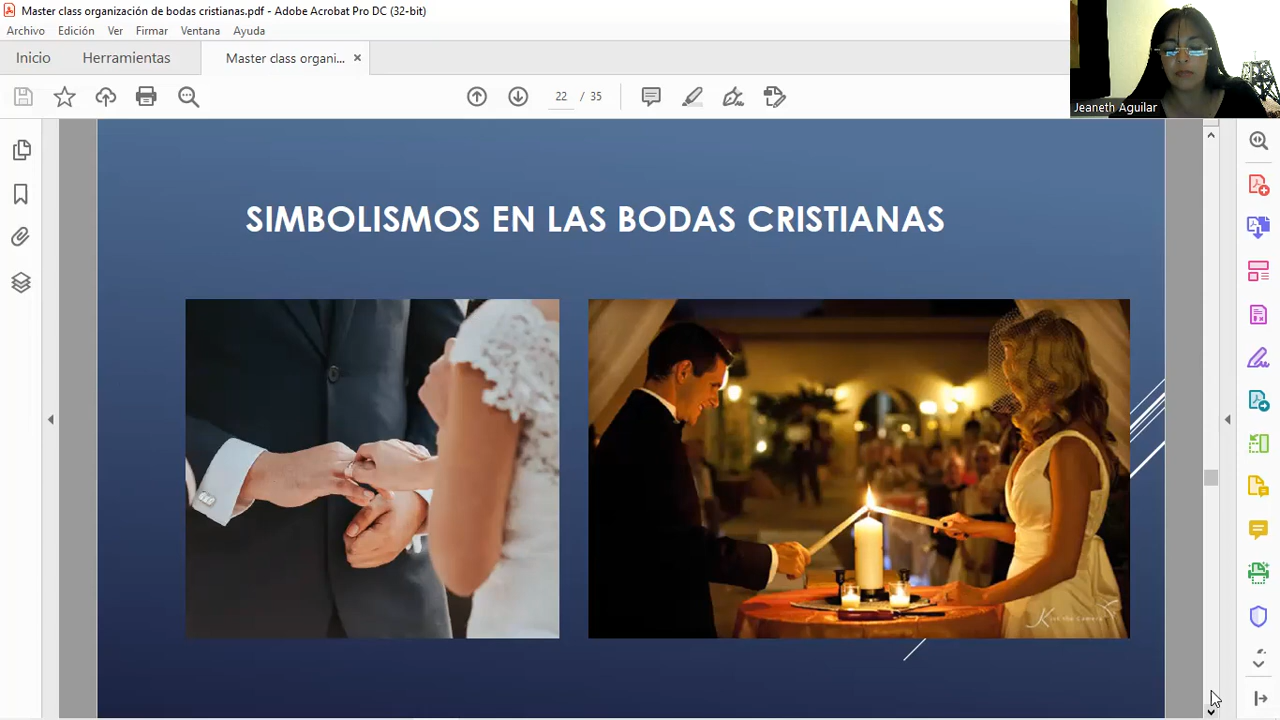 Master class organización de bodas cristianas.pdf - Adobe Acrobat Pro DC (32-bit)
Archivo Edición Ver Firmar Ventana Ayuda
Inicio Herramientas Master class organi... ×
22 / 35
Jeaneth Aguilar
SIMBOLISMOS EN LAS BODAS CRISTIANAS